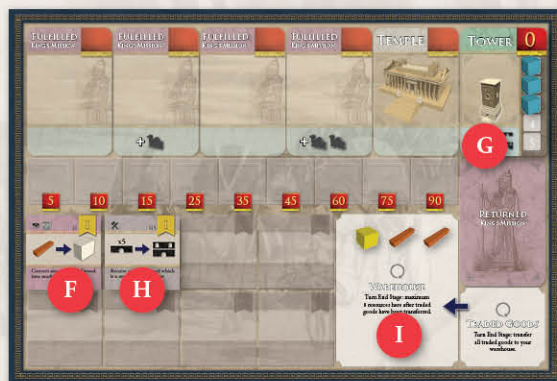 FULFILLED
KING'S MISSION
FULFILLED
KING'S MISSION
FULFILLED
KING'S MISSION
FULFILLED
KING'S MISSION
TEMPLE
TOWER
0
+
+
4
5
G
5
10
15
25
35
45
60
75
90
RETURNED
KING'S MISSION
x5
F
H
WAREHOUSE
Turn End Stage: maximum
8 resources here after traded
goods have been transferred.
I
TRADED GOODS
Turn End Stage: transfer
all traded goods to your
warehouse.